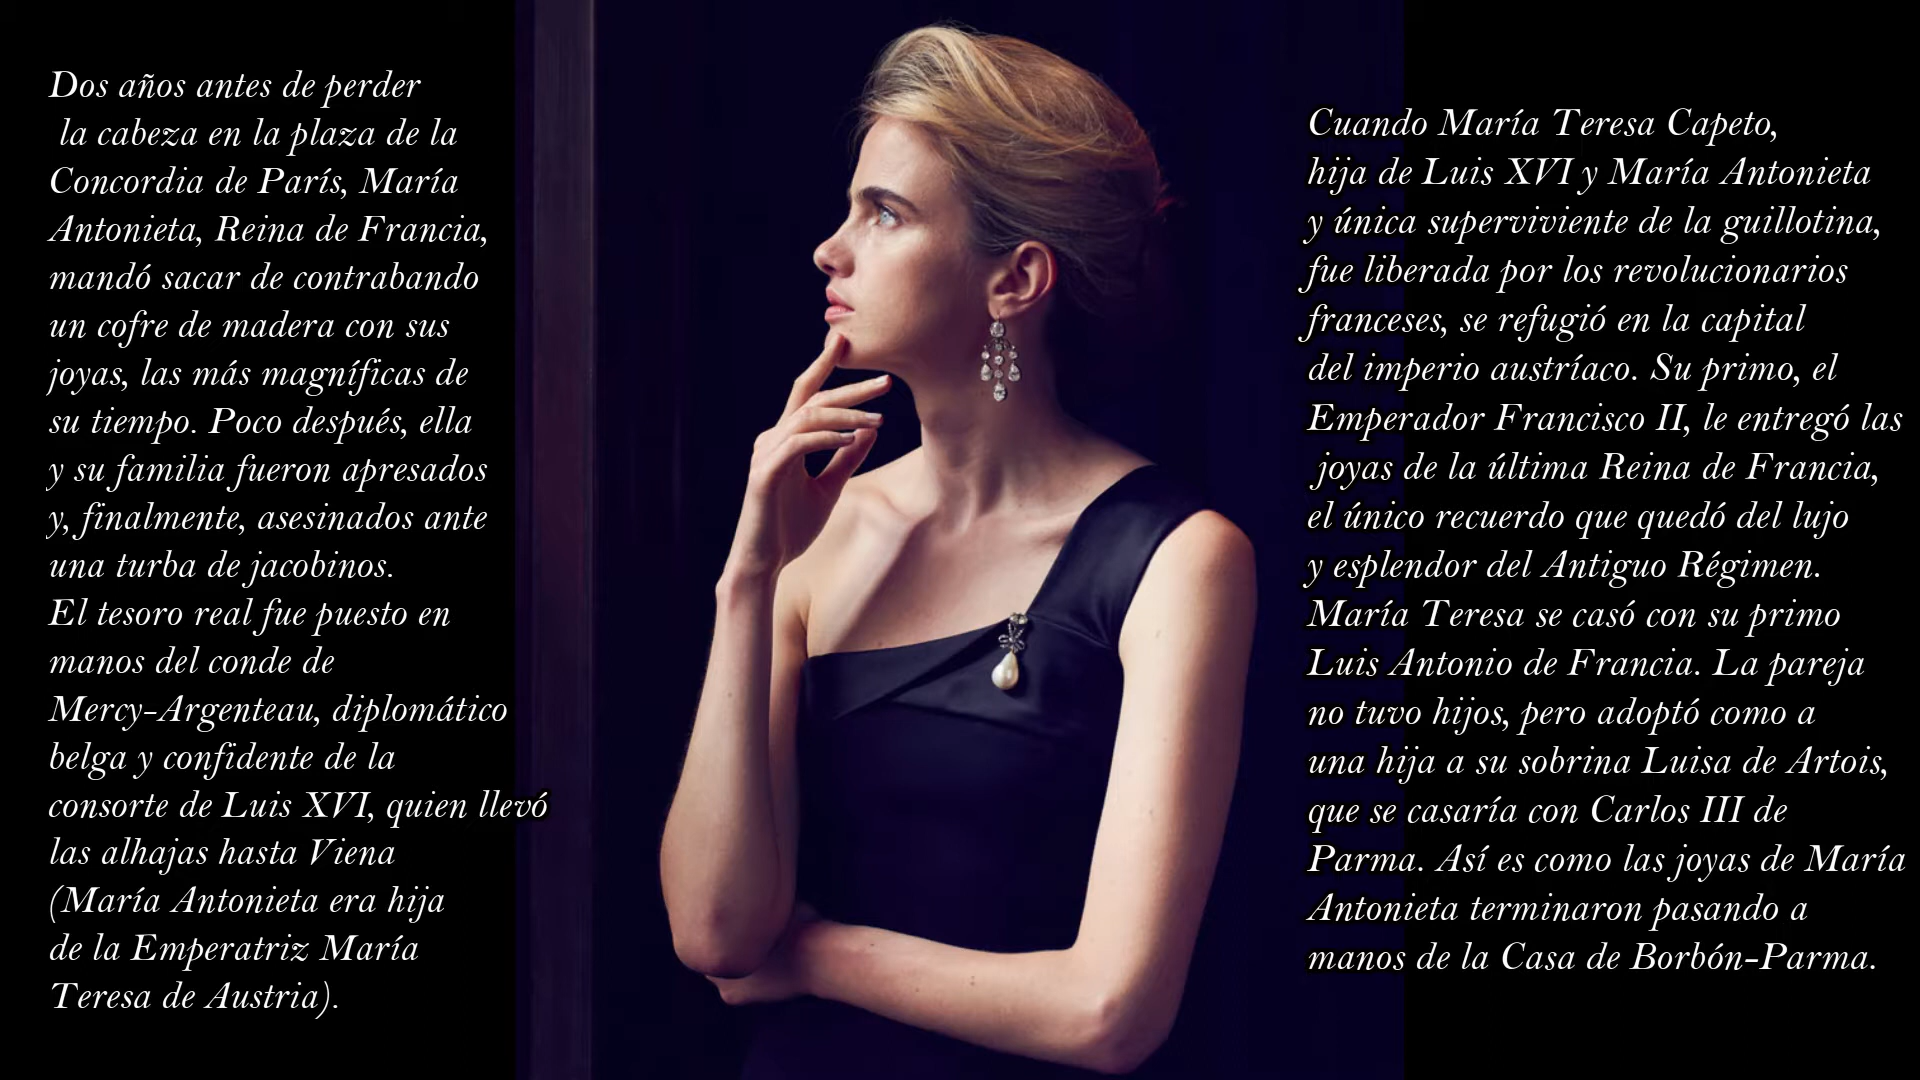 Dos años antes de perder
la cabeza en la plaza de la
Concordia de París, María
Antonieta, Reina de Francia,
mandó sacar de contrabando
un cofre de madera con sus
joyas, las más magníficas de
su tiempo. Poco después, ella
y su familia fueron apresados
y, finalmente, asesinados ante
una turba de jacobinos.
El tesoro real fue puesto en
manos del conde de
Mercy-Argenteau, diplomático
belga y confidente de la
consorte de Luis XVI, quien llevó
las alhajas hasta Viena
(María Antonieta era hija
de la Emperatriz María
Teresa de Austria).
Cuando María Teresa Capeto,
hija de Luis XVI y María Antonieta
y única superviviente de la guillotina,
fue liberada por los revolucionarios
franceses, se refugió en la capital
del imperio austríaco. Su primo, el
Emperador Francisco II, le entregó las
joyas de la última Reina de Francia,
el único recuerdo que quedó del lujo
y esplendor del Antiguo Régimen.
María Teresa se casó con su primo
Luis Antonio de Francia. La pareja
no tuvo hijos, pero adoptó como a
una hija a su sobrina Luisa de Artois,
que se casaría con Carlos III de
Parma. Así es como las joyas de María
Antonieta terminaron pasando a
manos de la Casa de Borbón-Parma.